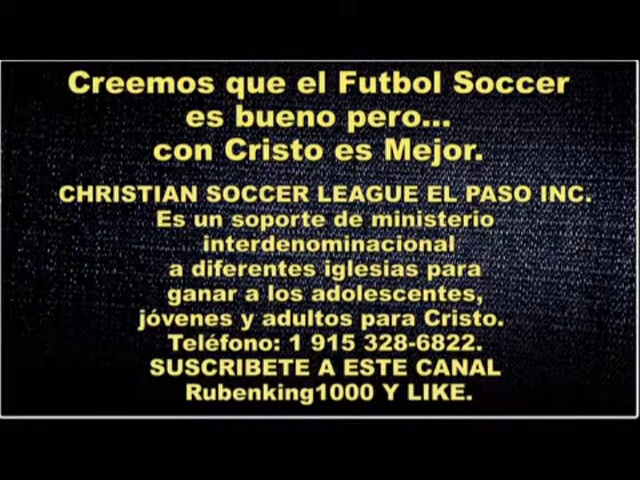 Creemos que el Futbol Soccer
es bueno pero...
con Cristo es Mejor.
CHRISTIAN SOCCER LEAGUE EL PASO INC.
Es un soporte de ministerio
interdenominacional
a diferentes iglesias para
ganar a los adolescentes,
jóvenes y adultos para Cristo.
Teléfono: 1 915 328-6822.
SUSCRIBETE A ESTE CANAL
Rubenking1000 Y LIKE.